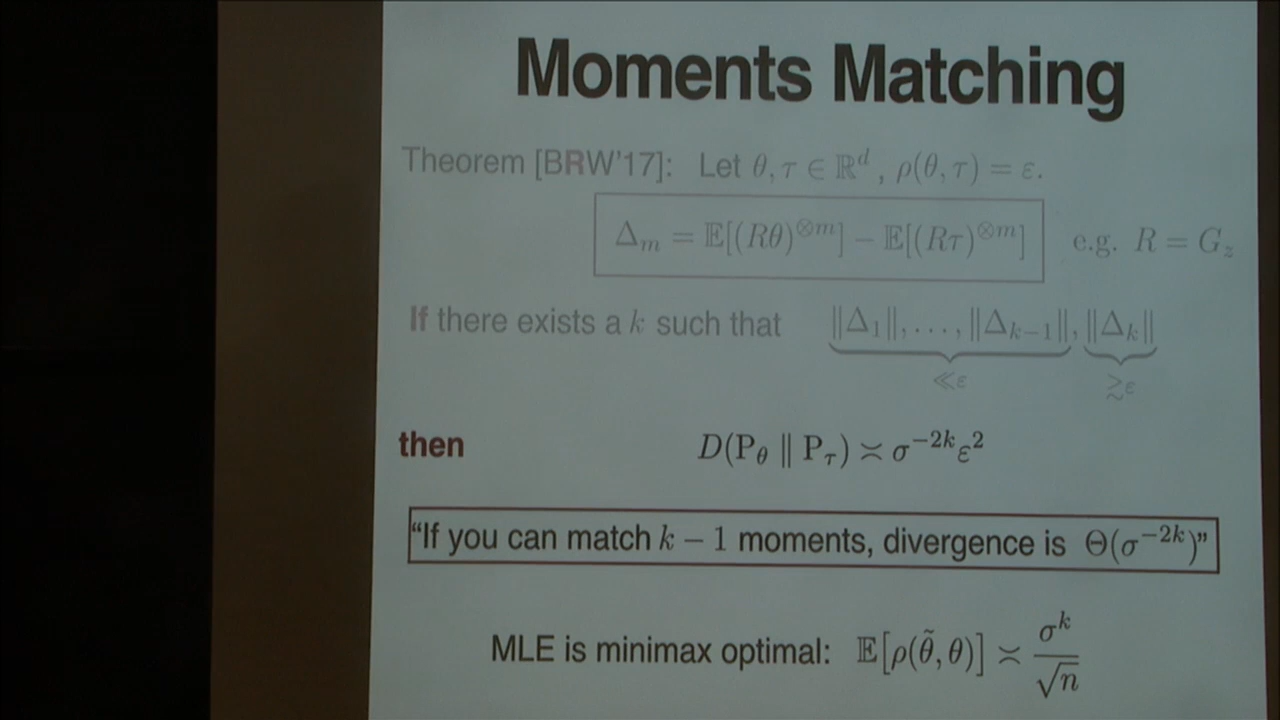 Moments Matching
Theorem [BRW'17]: Let θ, τ ∈ ℝ^d , ρ(θ, τ) = ε.
Δ_m = 𝔼[(Rθ)^{⊗m}] − 𝔼[(Rτ)^{⊗m}] e.g. R = G_z
If there exists a k such that ‖Δ_1‖, …, ‖Δ_{k−1}‖, ‖Δ_k‖
≪ε ≳ε
then D(P_θ ‖ P_τ) ≍ σ^{−2k}ε^2
“If you can match k − 1 moments, divergence is Θ(σ^{−2k})”
MLE is minimax optimal: 𝔼[ρ(θ̃, θ)] ≍ σ^k / √n